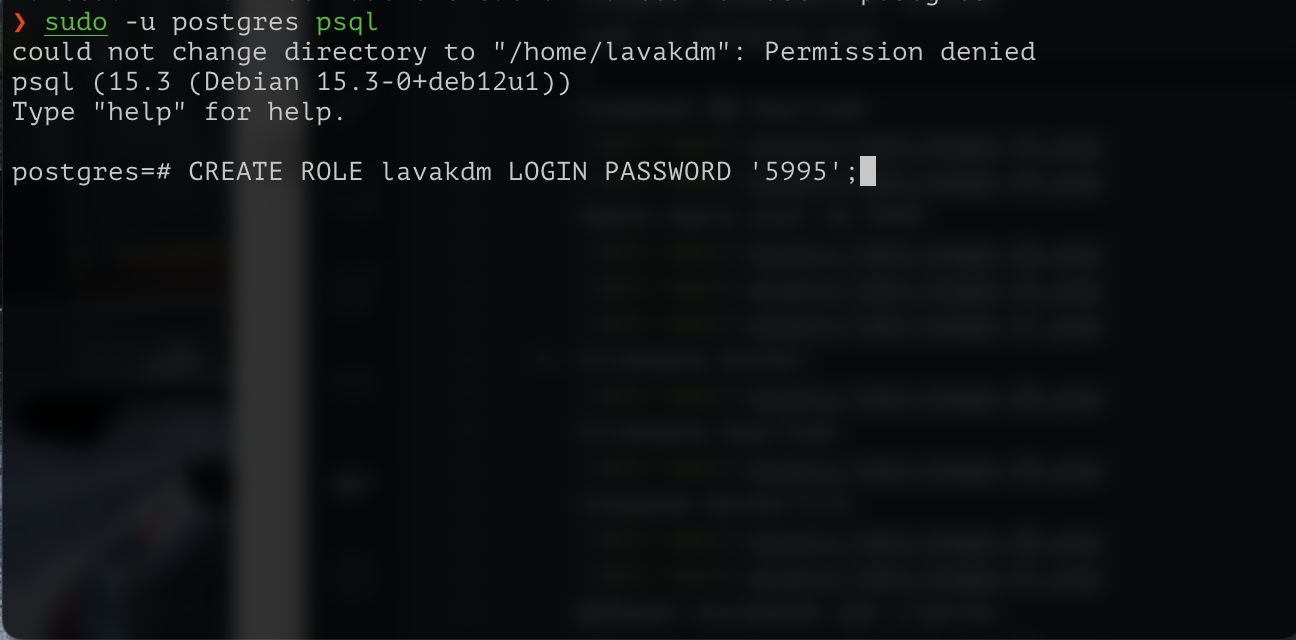 ❯ sudo -u postgres psql
could not change directory to "/home/lavakdm": Permission denied
psql (15.3 (Debian 15.3-0+deb12u1))
Type "help" for help.
postgres=# CREATE ROLE lavakdm LOGIN PASSWORD '5995';